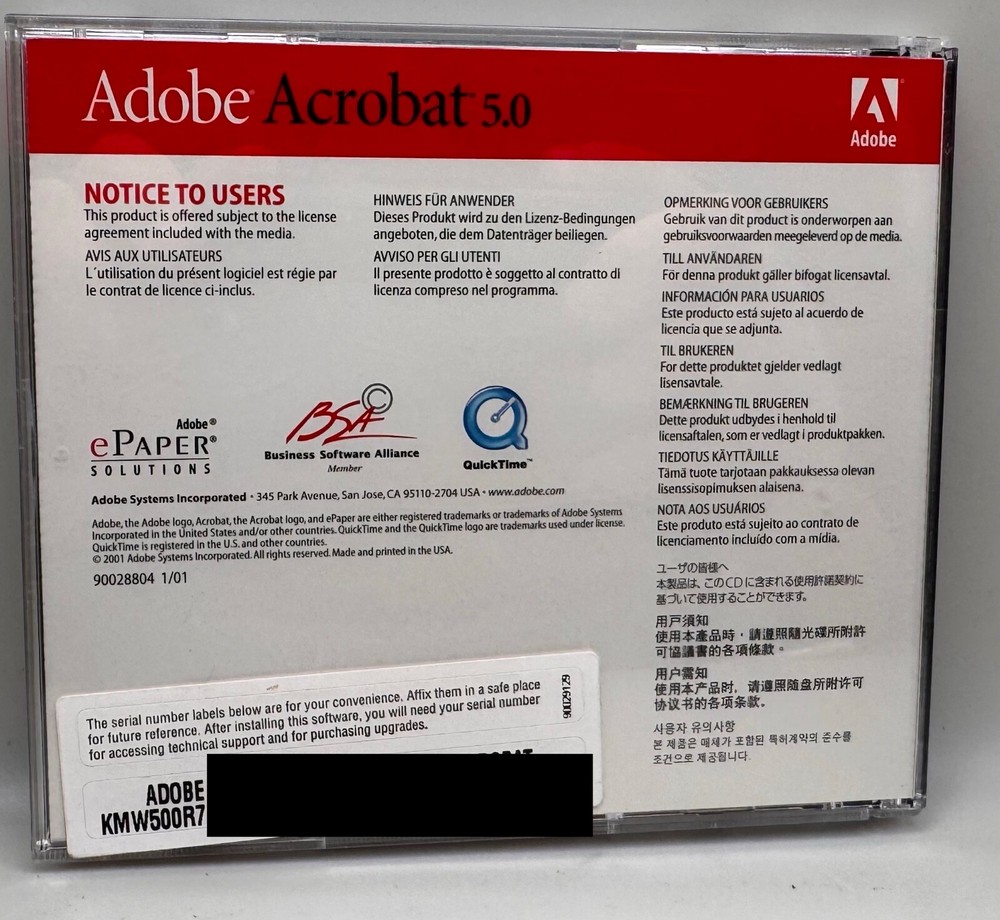 Adobe Acrobat 5.0
Adobe
NOTICE TO USERS
This product is offered subject to the license
agreement included with the media.
AVIS AUX UTILISATEURS
L´utilisation du présent logiciel est régie par
le contrat de licence ci-inclus.
HINWEIS FÜR ANWENDER
Dieses Produkt wird zu den Lizenz-Bedingungen
angeboten, die dem Datenträger beiliegen.
AVVISO PER GLI UTENTI
Il presente prodotto è soggetto al contratto di
licenza compreso nel programma.
OPMERKING VOOR GEBRUIKERS
Gebruik van dit product is onderworpen aan
gebruiksvoorwaarden meegeleverd op de media.
TILL ANVÄNDAREN
För denna produkt gäller bifogat licensavtal.
INFORMACIÓN PARA USUARIOS
Este producto está sujeto al acuerdo de
licencia que se adjunta.
TIL BRUKEREN
For dette produktet gjelder vedlagt
lisensavtale.
BEMÆRKNING TIL BRUGEREN
Dette produkt udbydes i henhold til
licensaftalen, som er vedlagt i produktpakken.
TIEDOTUS KÄYTTÄJILLE
Tämä tuote tarjotaan pakkauksessa olevan
lisenssisopimuksen alaisena.
NOTA AOS USUÁRIOS
Este produto está sujeito ao contrato de
licenciamento incluído com a mídia.
ユーザの皆様へ
本製品は、このCDに含まれる使用許諾契約に
基づいて使用することができます。
用戶須知
使用本產品時，請遵照隨光碟所附許
可協議書的各項條款。
用户需知
使用本产品时，请遵照随盘所附许可
协议书的各项条款。
사용자 유의사항
본 제품은 매체가 포함된 특허계약의 준수를
조건으로 제공됩니다.
Adobe®
ePAPER®
SOLUTIONS
BSA ©
Business Software Alliance
Member
QuickTime™
Adobe Systems Incorporated • 345 Park Avenue, San Jose, CA 95110-2704 USA • www.adobe.com
Adobe, the Adobe logo, Acrobat, the Acrobat logo, and ePaper are either registered trademarks or trademarks of Adobe Systems
Incorporated in the United States and/or other countries. QuickTime and the QuickTime logo are trademarks used under license.
QuickTime is registered in the U.S. and other countries.
© 2001 Adobe Systems Incorporated. All rights reserved. Made and printed in the USA.
90028804 1/01
The serial number labels below are for your convenience. Affix them in a safe place
for future reference. After installing this software, you will need your serial number
for accessing technical support and for purchasing upgrades.
90029129
ADOBE
KMW500R7